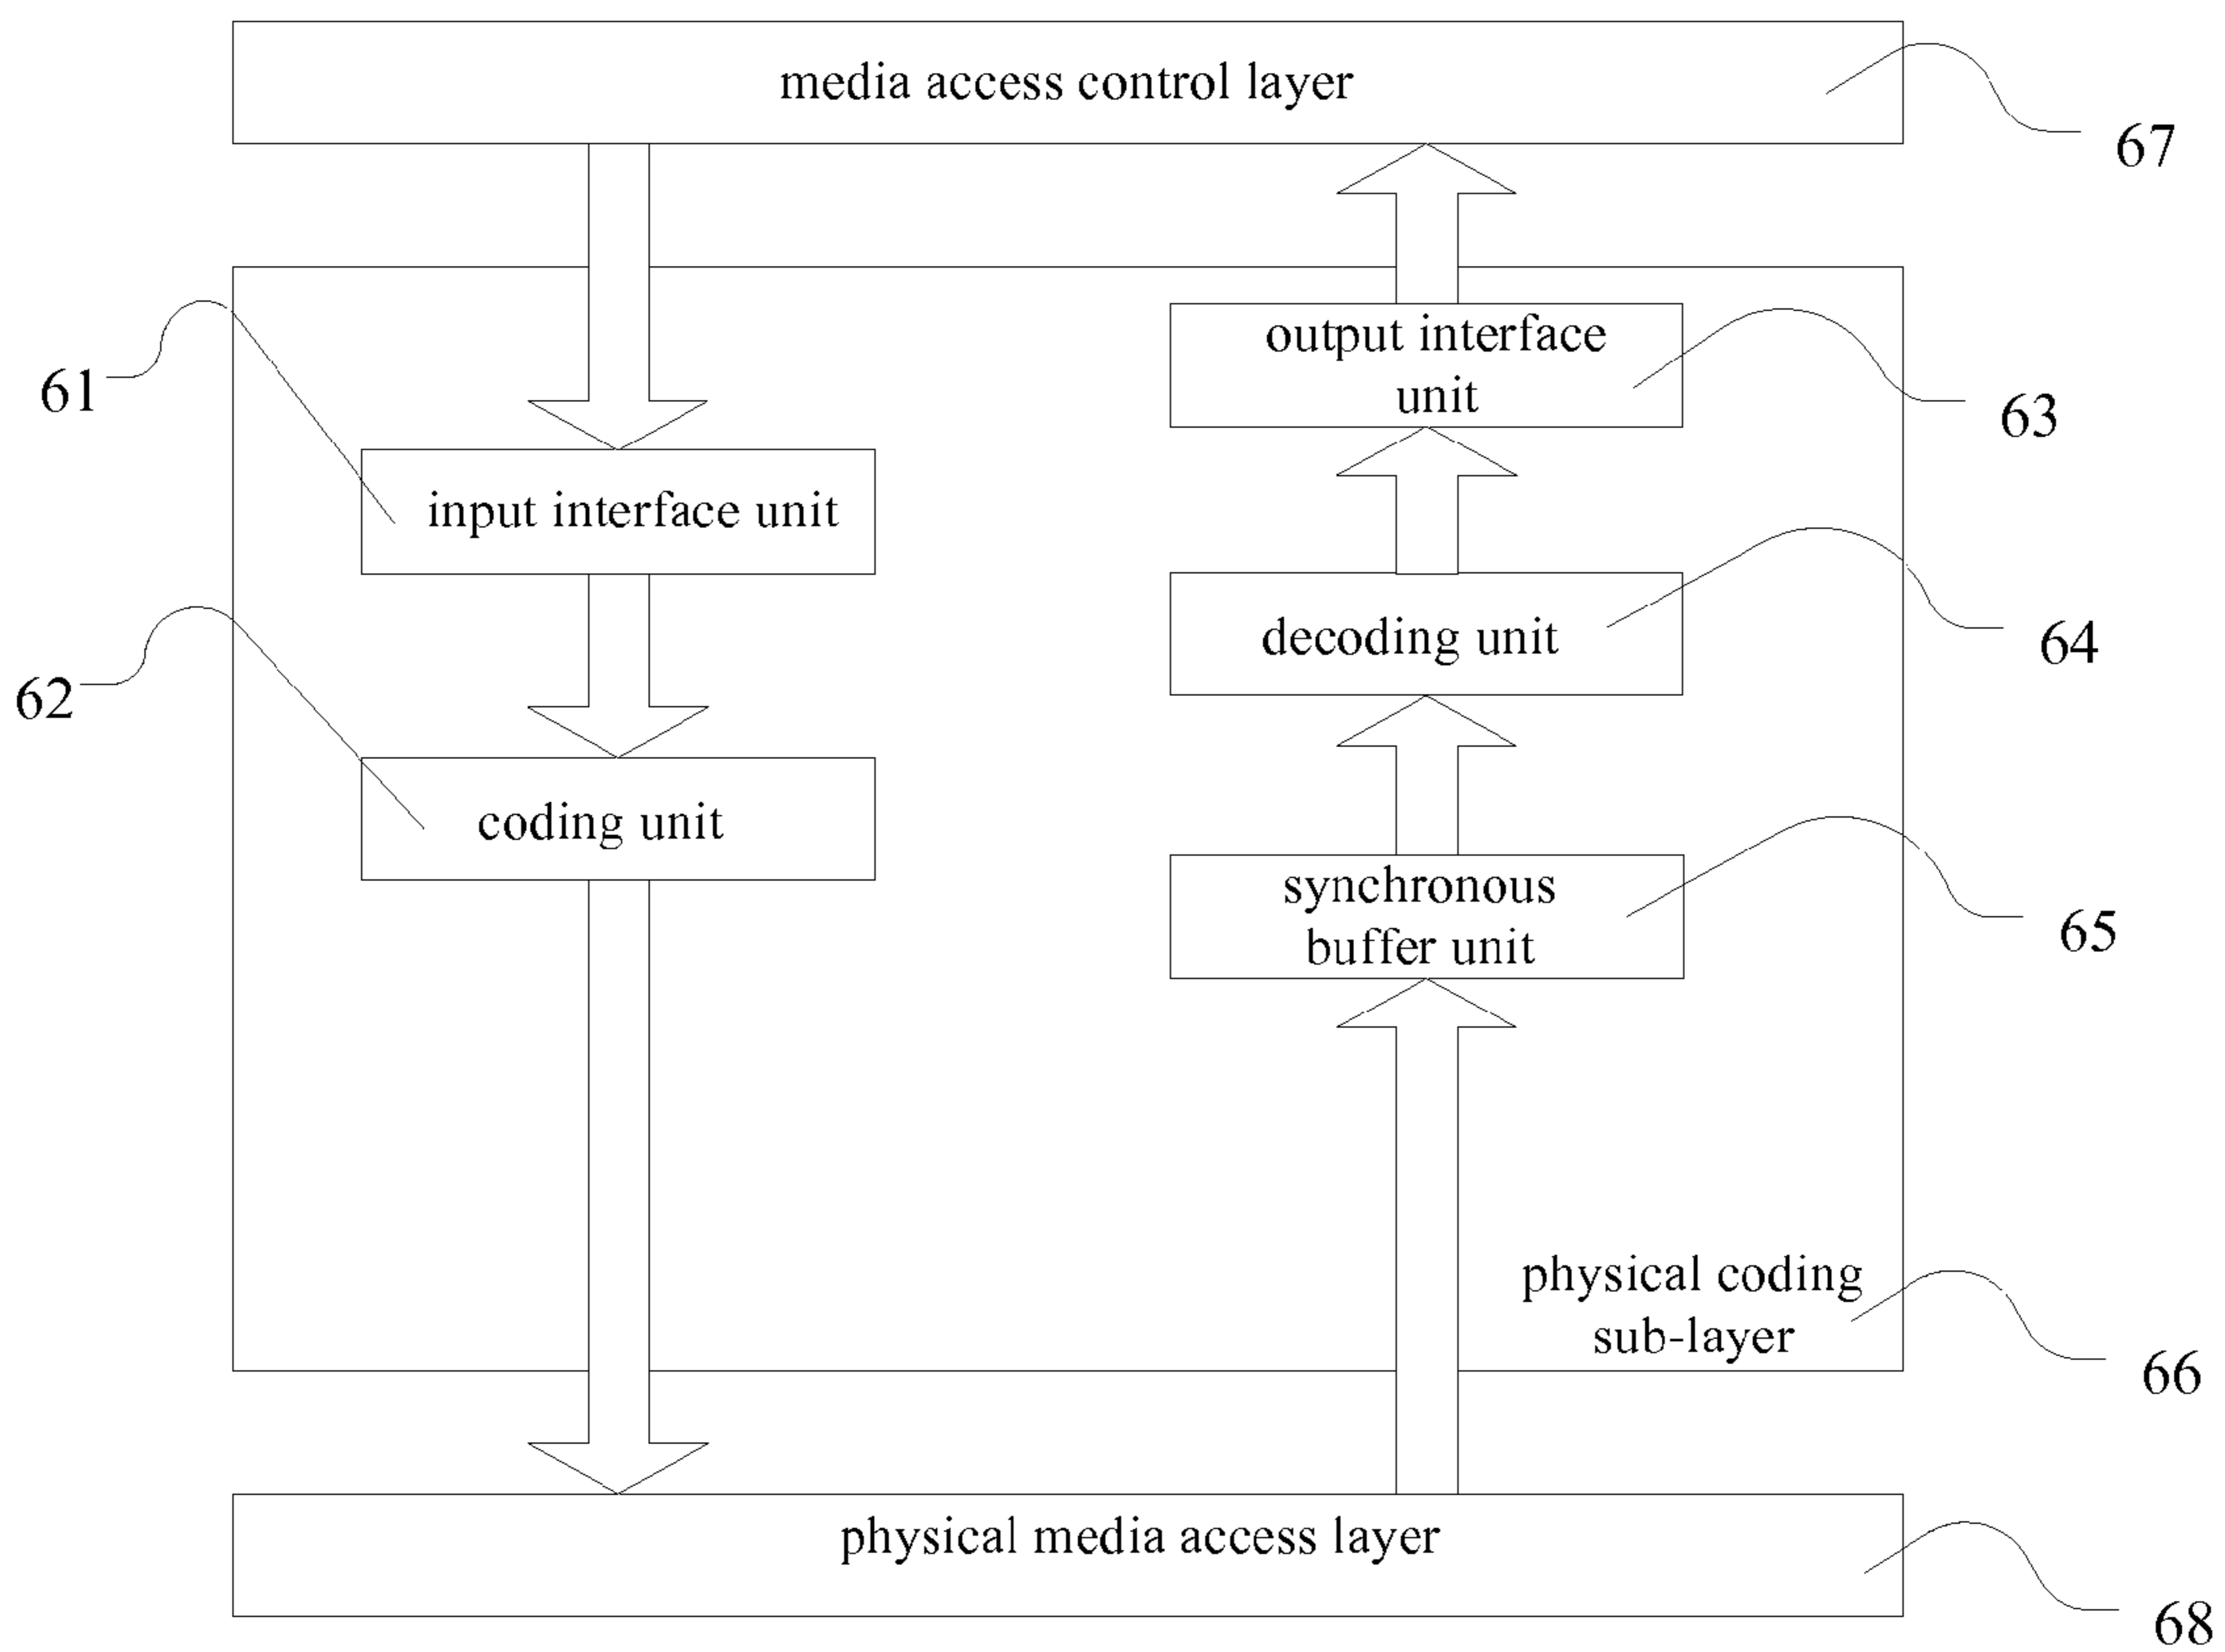 media access control layer
67
output interface
unit
61
63
input interface unit
decoding unit
64
62
coding unit
synchronous
buffer unit
65
physical coding
sub-layer
66
physical media access layer
68